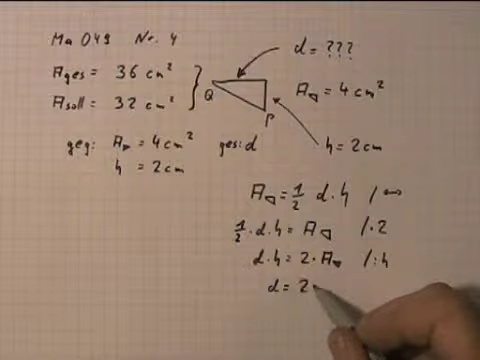 Ma 049 Nr. 4
d = ???
Ages = 36 cm²
Asoll = 32 cm²
Q
P
A▽ = 4 cm²
h = 2 cm
geg: A▽ = 4 cm² ges: d
h = 2 cm
A▽ = 1/2 d · h / ⇔
1/2 · d · h = A▽ / · 2
d · h = 2 · A▽ / : h
d = 2 ·